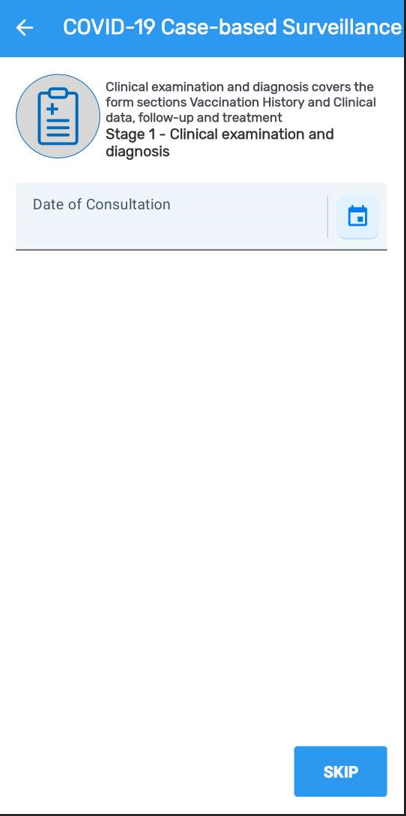 COVID-19 Case-based Surveillance
Clinical examination and diagnosis covers the
form sections Vaccination History and Clinical
data, follow-up and treatment
Stage 1 - Clinical examination and
diagnosis
Date of Consultation
SKIP